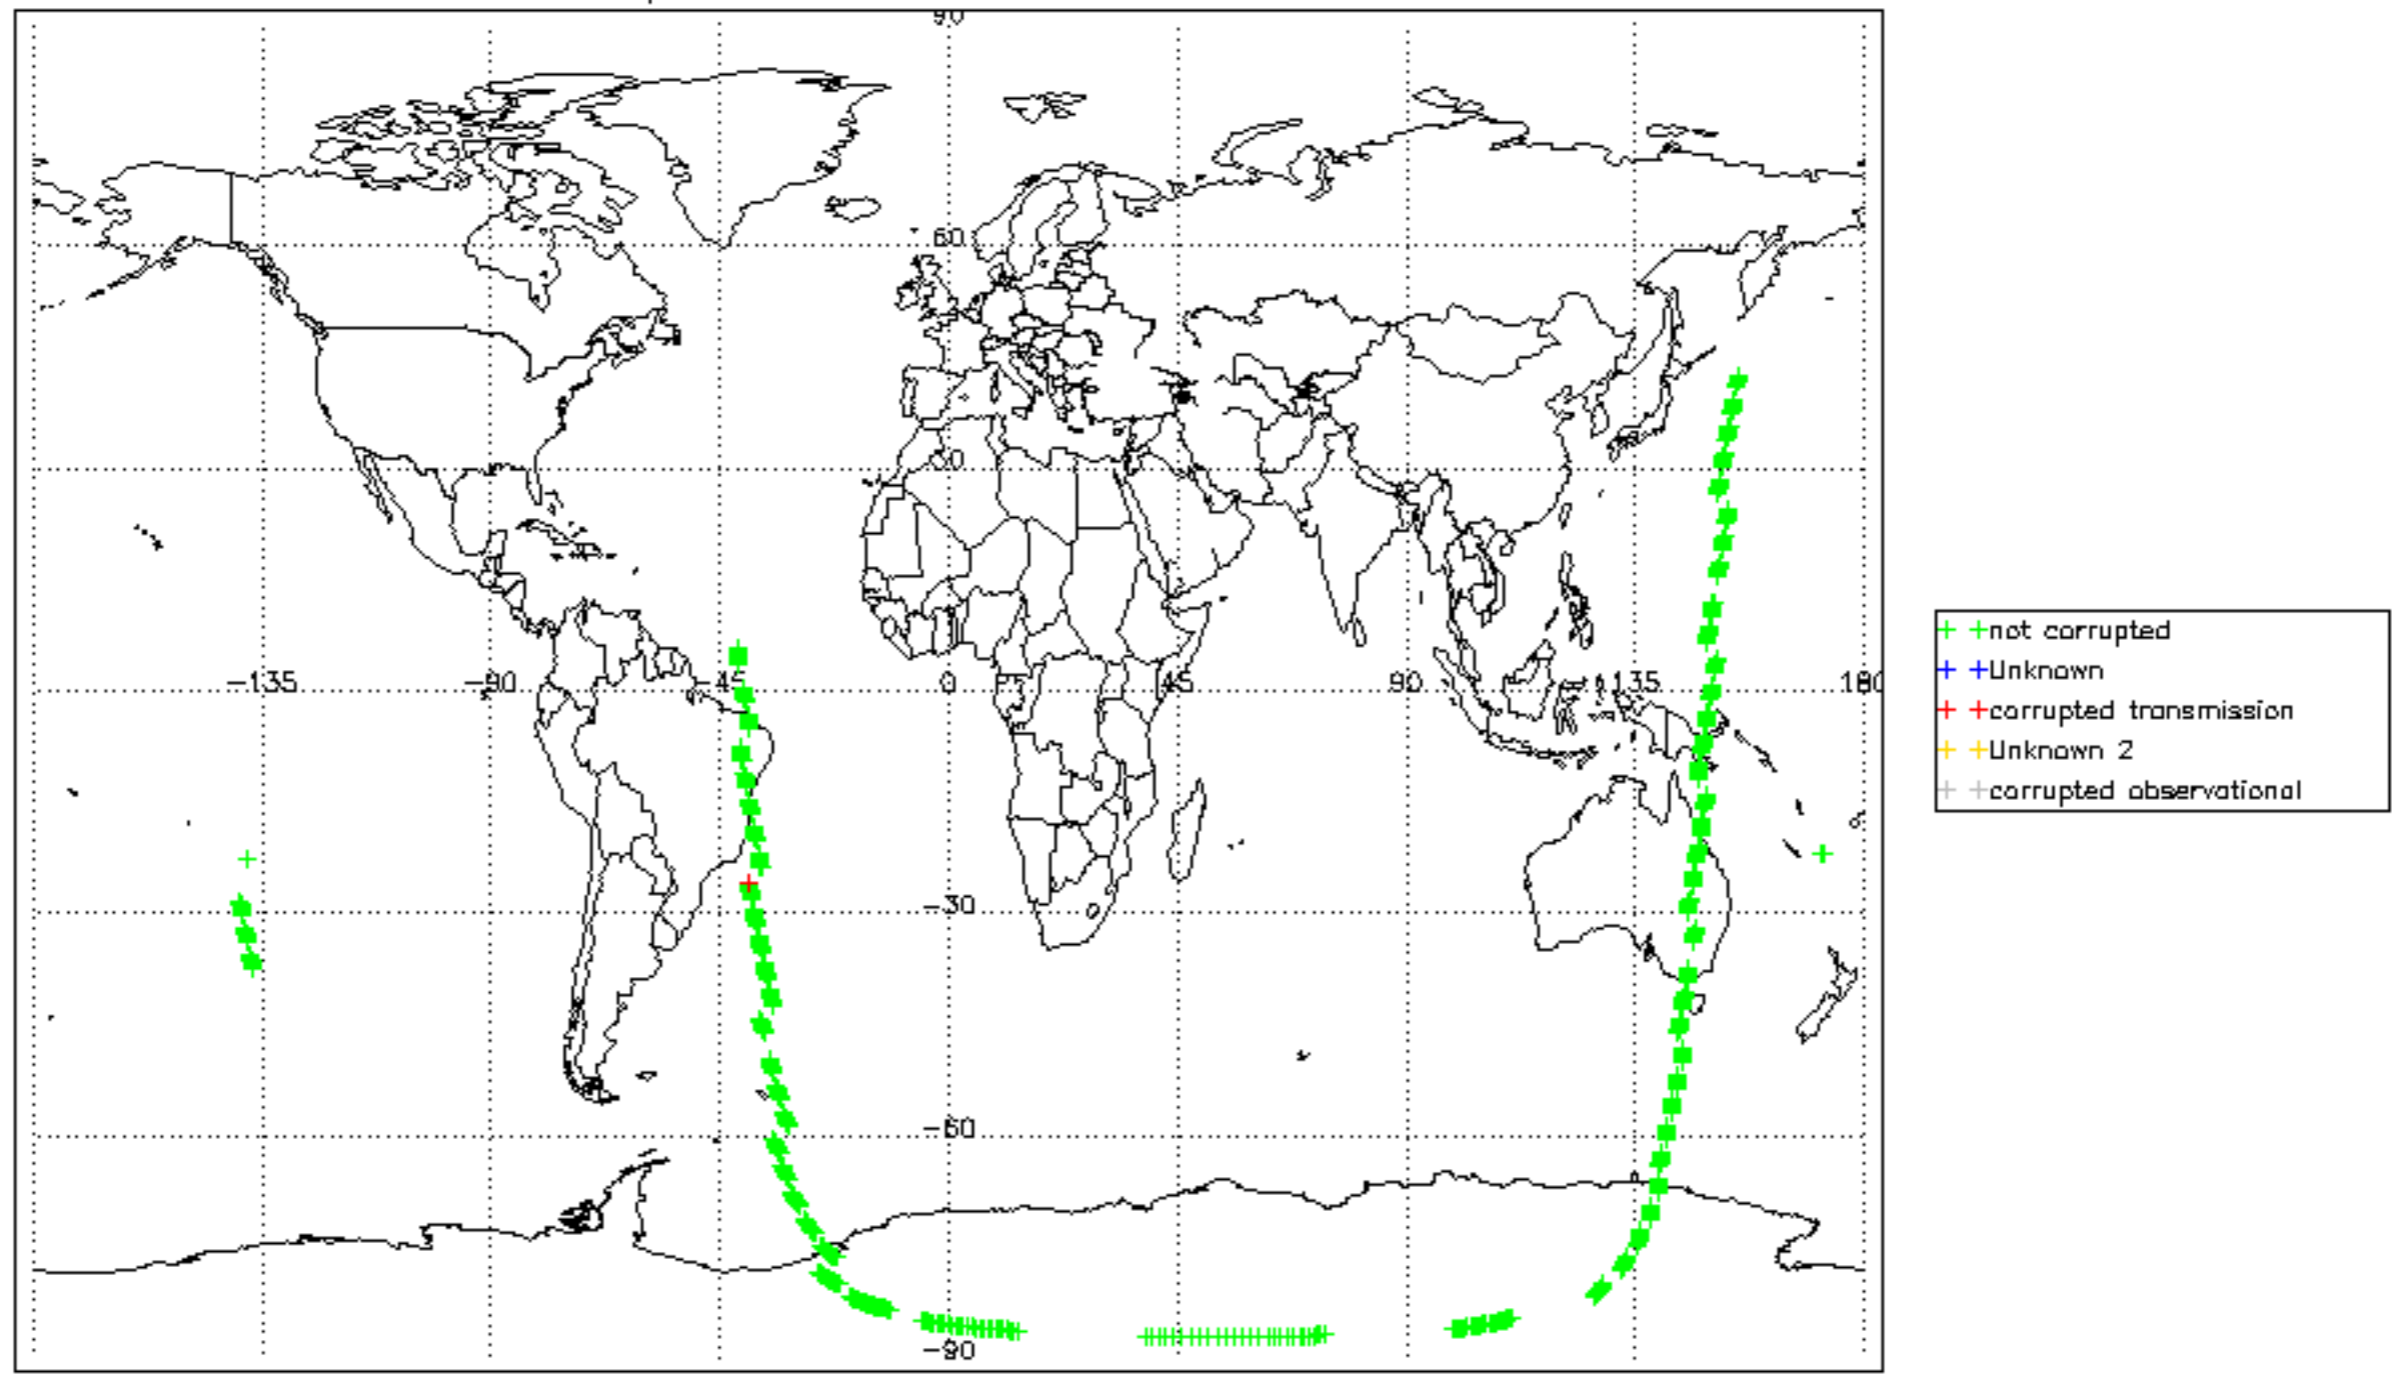 90
60
30
-135 -90 -45 0 45 90 135 180
-30
-60
-90
not corrupted
Unknown
corrupted transmission
Unknown 2
corrupted observational